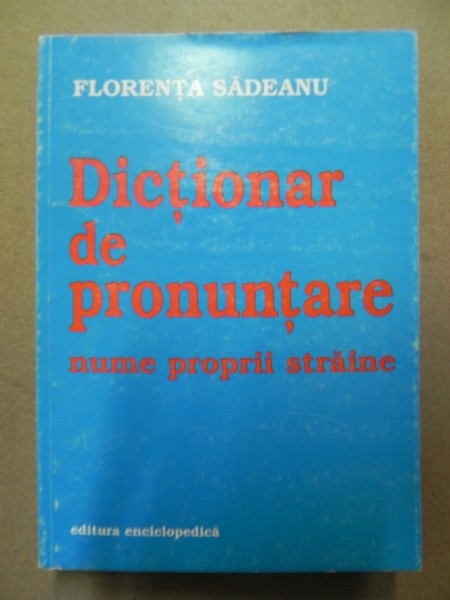 FLORENȚA SĂDEANU
Dicționar
de
pronunțare
nume proprii străine
editura enciclopedică